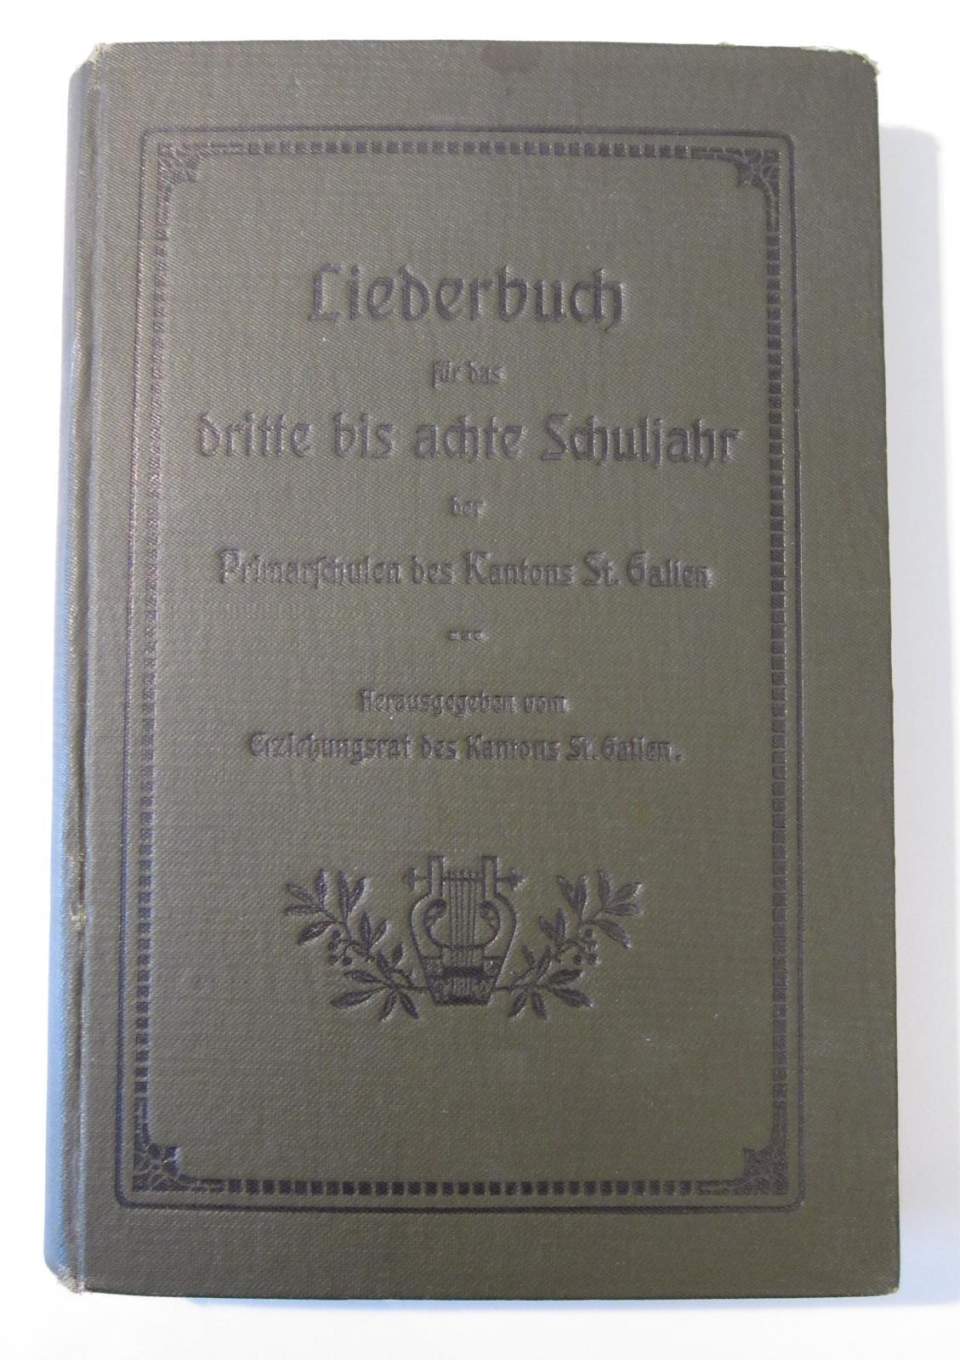 Liederbuch
für das
dritte bis achte Schuljahr
der
Primarschulen des Kantons St. Gallen
Herausgegeben vom
Erziehungsrat des Kantons St. Gallen.